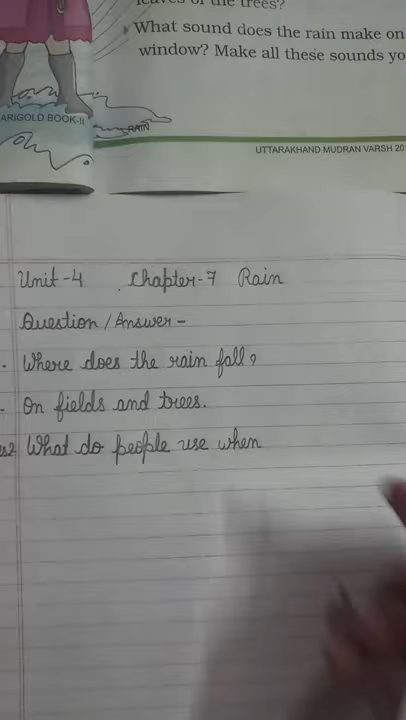 leaves of the trees?
What sound does the rain make on
window? Make all these sounds yo
ARIGOLD BOOK-II
RAIN
UTTARAKHAND MUDRAN VARSH 20
Unit-4 Chapter-7 Rain
Question/Answer-
Where does the rain fall?
On fields and trees.
s2 What do people use when